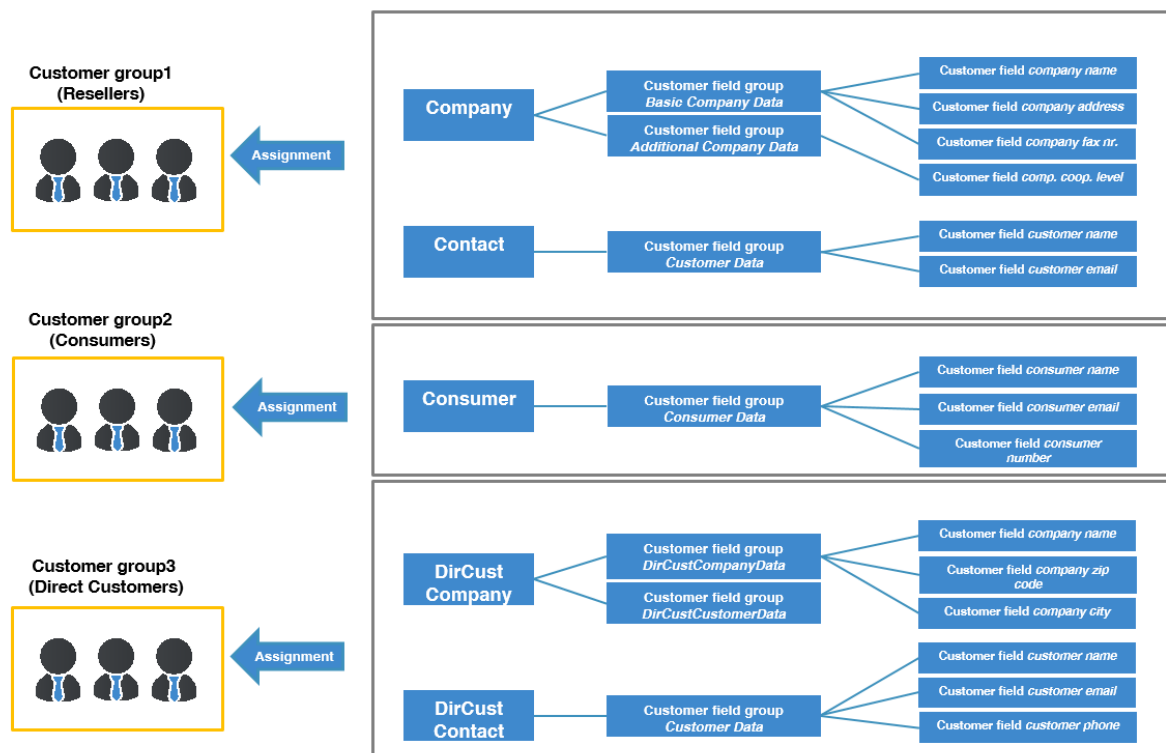 Customer group1
(Resellers)
Assignment
Company
Customer field group
Basic Company Data
Customer field group
Additional Company Data
Customer field company name
Customer field company address
Customer field company fax nr.
Customer field comp. coop. level
Contact
Customer field group
Customer Data
Customer field customer name
Customer field customer email
Customer group2
(Consumers)
Assignment
Consumer
Customer field group
Consumer Data
Customer field consumer name
Customer field consumer email
Customer field consumer
number
Customer group3
(Direct Customers)
Assignment
DirCust
Company
Customer field group
DirCustCompanyData
Customer field group
DirCustCustomerData
Customer field company name
Customer field company zip
code
Customer field company city
DirCust
Contact
Customer field group
Customer Data
Customer field customer name
Customer field customer email
Customer field customer phone